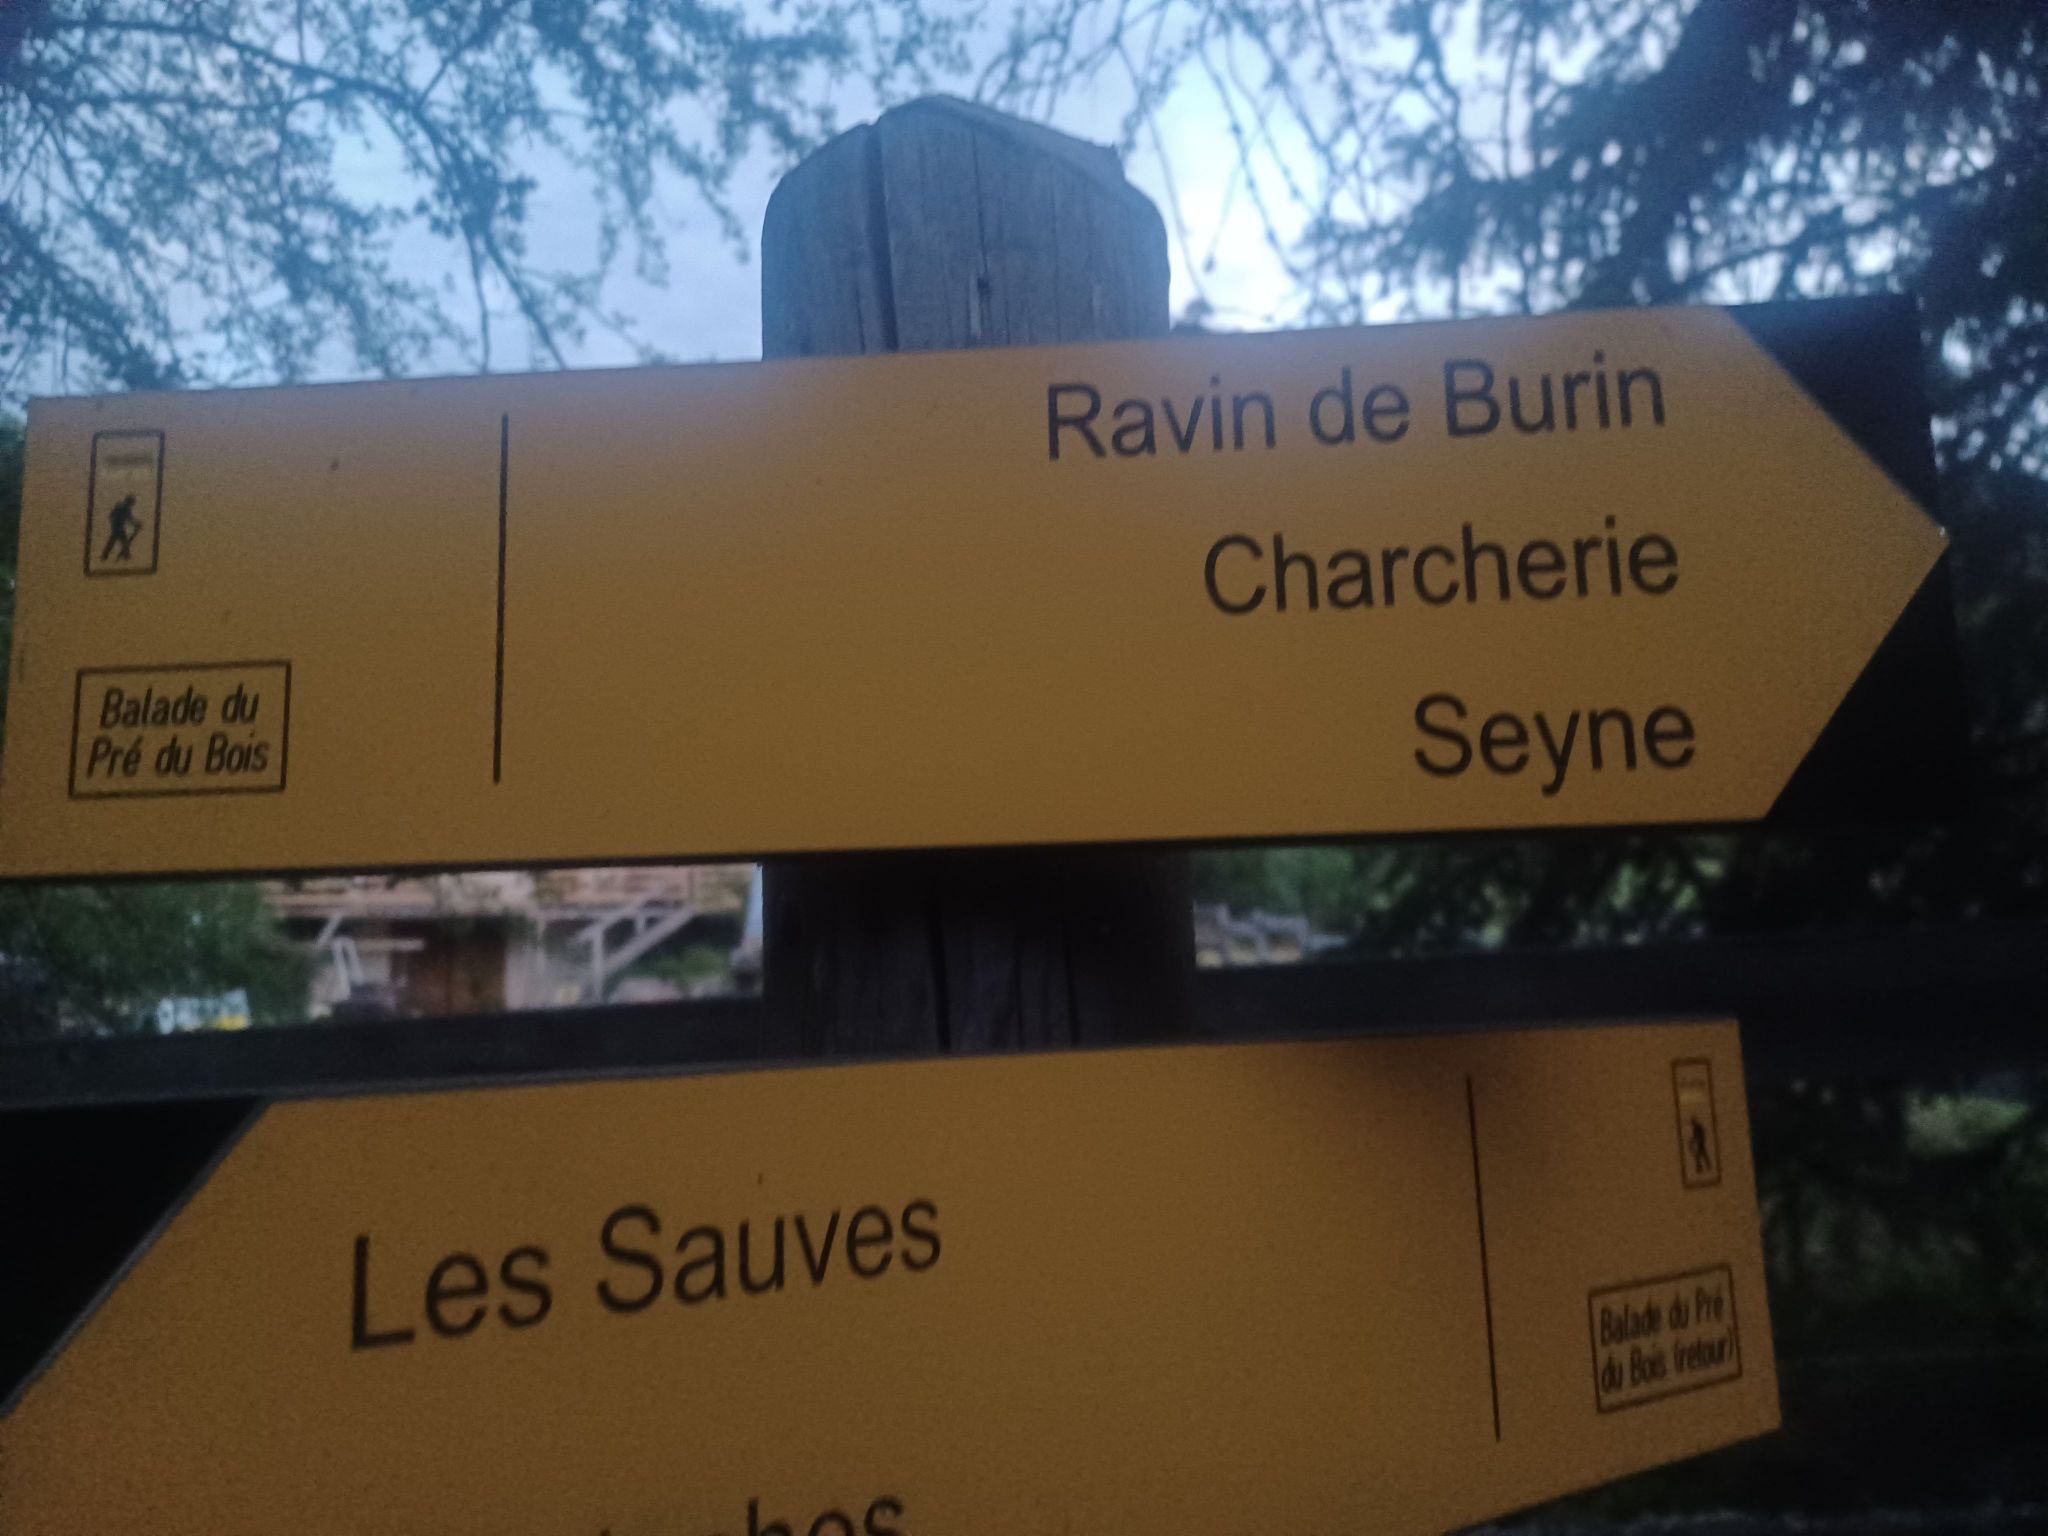 Ravin de Burin
Charcherie
Seyne
Balade du
Pré du Bois
Les Sauves
Balade du Pré
du Bois (retour)